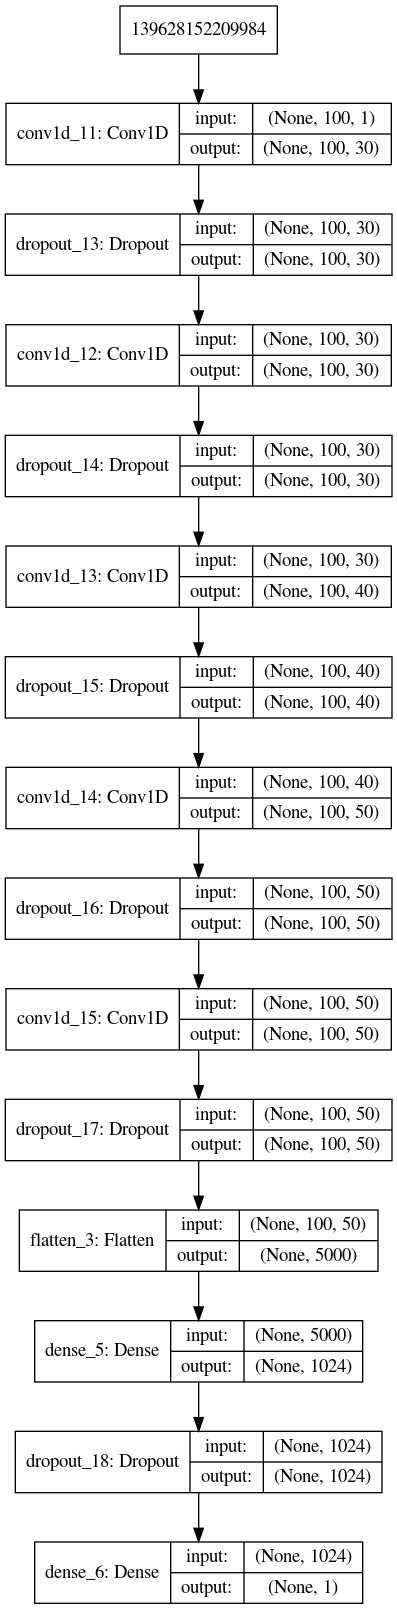 139628152209984
conv1d_11: Conv1D
input: (None, 100, 1)
output: (None, 100, 30)
dropout_13: Dropout
input: (None, 100, 30)
output: (None, 100, 30)
conv1d_12: Conv1D
input: (None, 100, 30)
output: (None, 100, 30)
dropout_14: Dropout
input: (None, 100, 30)
output: (None, 100, 30)
conv1d_13: Conv1D
input: (None, 100, 30)
output: (None, 100, 40)
dropout_15: Dropout
input: (None, 100, 40)
output: (None, 100, 40)
conv1d_14: Conv1D
input: (None, 100, 40)
output: (None, 100, 50)
dropout_16: Dropout
input: (None, 100, 50)
output: (None, 100, 50)
conv1d_15: Conv1D
input: (None, 100, 50)
output: (None, 100, 50)
dropout_17: Dropout
input: (None, 100, 50)
output: (None, 100, 50)
flatten_3: Flatten
input: (None, 100, 50)
output: (None, 5000)
dense_5: Dense
input: (None, 5000)
output: (None, 1024)
dropout_18: Dropout
input: (None, 1024)
output: (None, 1024)
dense_6: Dense
input: (None, 1024)
output: (None, 1)